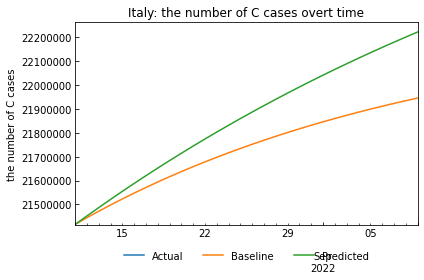 Italy: the number of C cases overt time
the number of C cases
22200000
22100000
22000000
21900000
21800000
21700000
21600000
21500000
15
22
29
Sep
2022
05
Actual
Baseline
Predicted